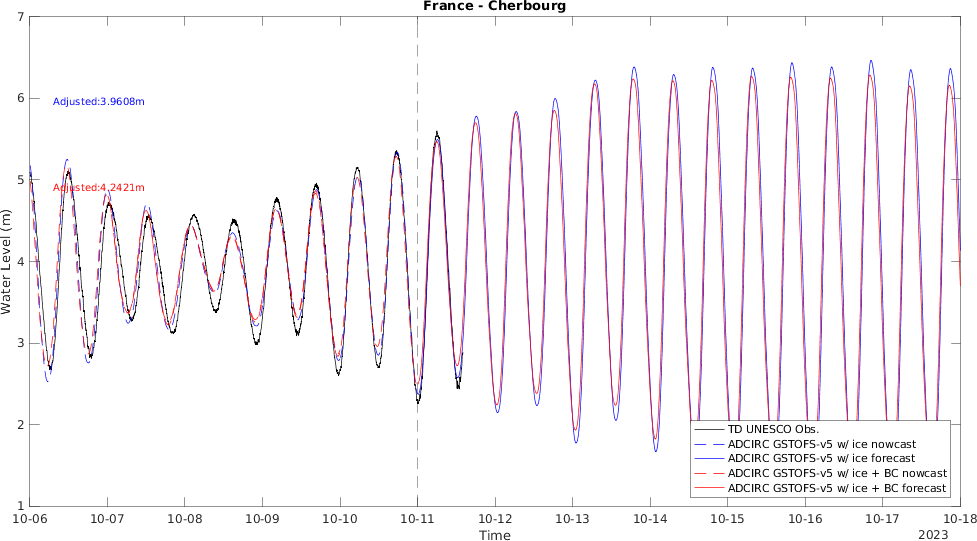 France - Cherbourg
7
6
5
4
3
2
1
Water Level (m)
Adjusted:3.9608m
Adjusted:4.2421m
TD UNESCO Obs.
ADCIRC GSTOFS-v5 w/ ice nowcast
ADCIRC GSTOFS-v5 w/ ice forecast
ADCIRC GSTOFS-v5 w/ ice + BC nowcast
ADCIRC GSTOFS-v5 w/ ice + BC forecast
10-06 10-07 10-08 10-09 10-10 10-11 10-12 10-13 10-14 10-15 10-16 10-17 10-18
Time
2023